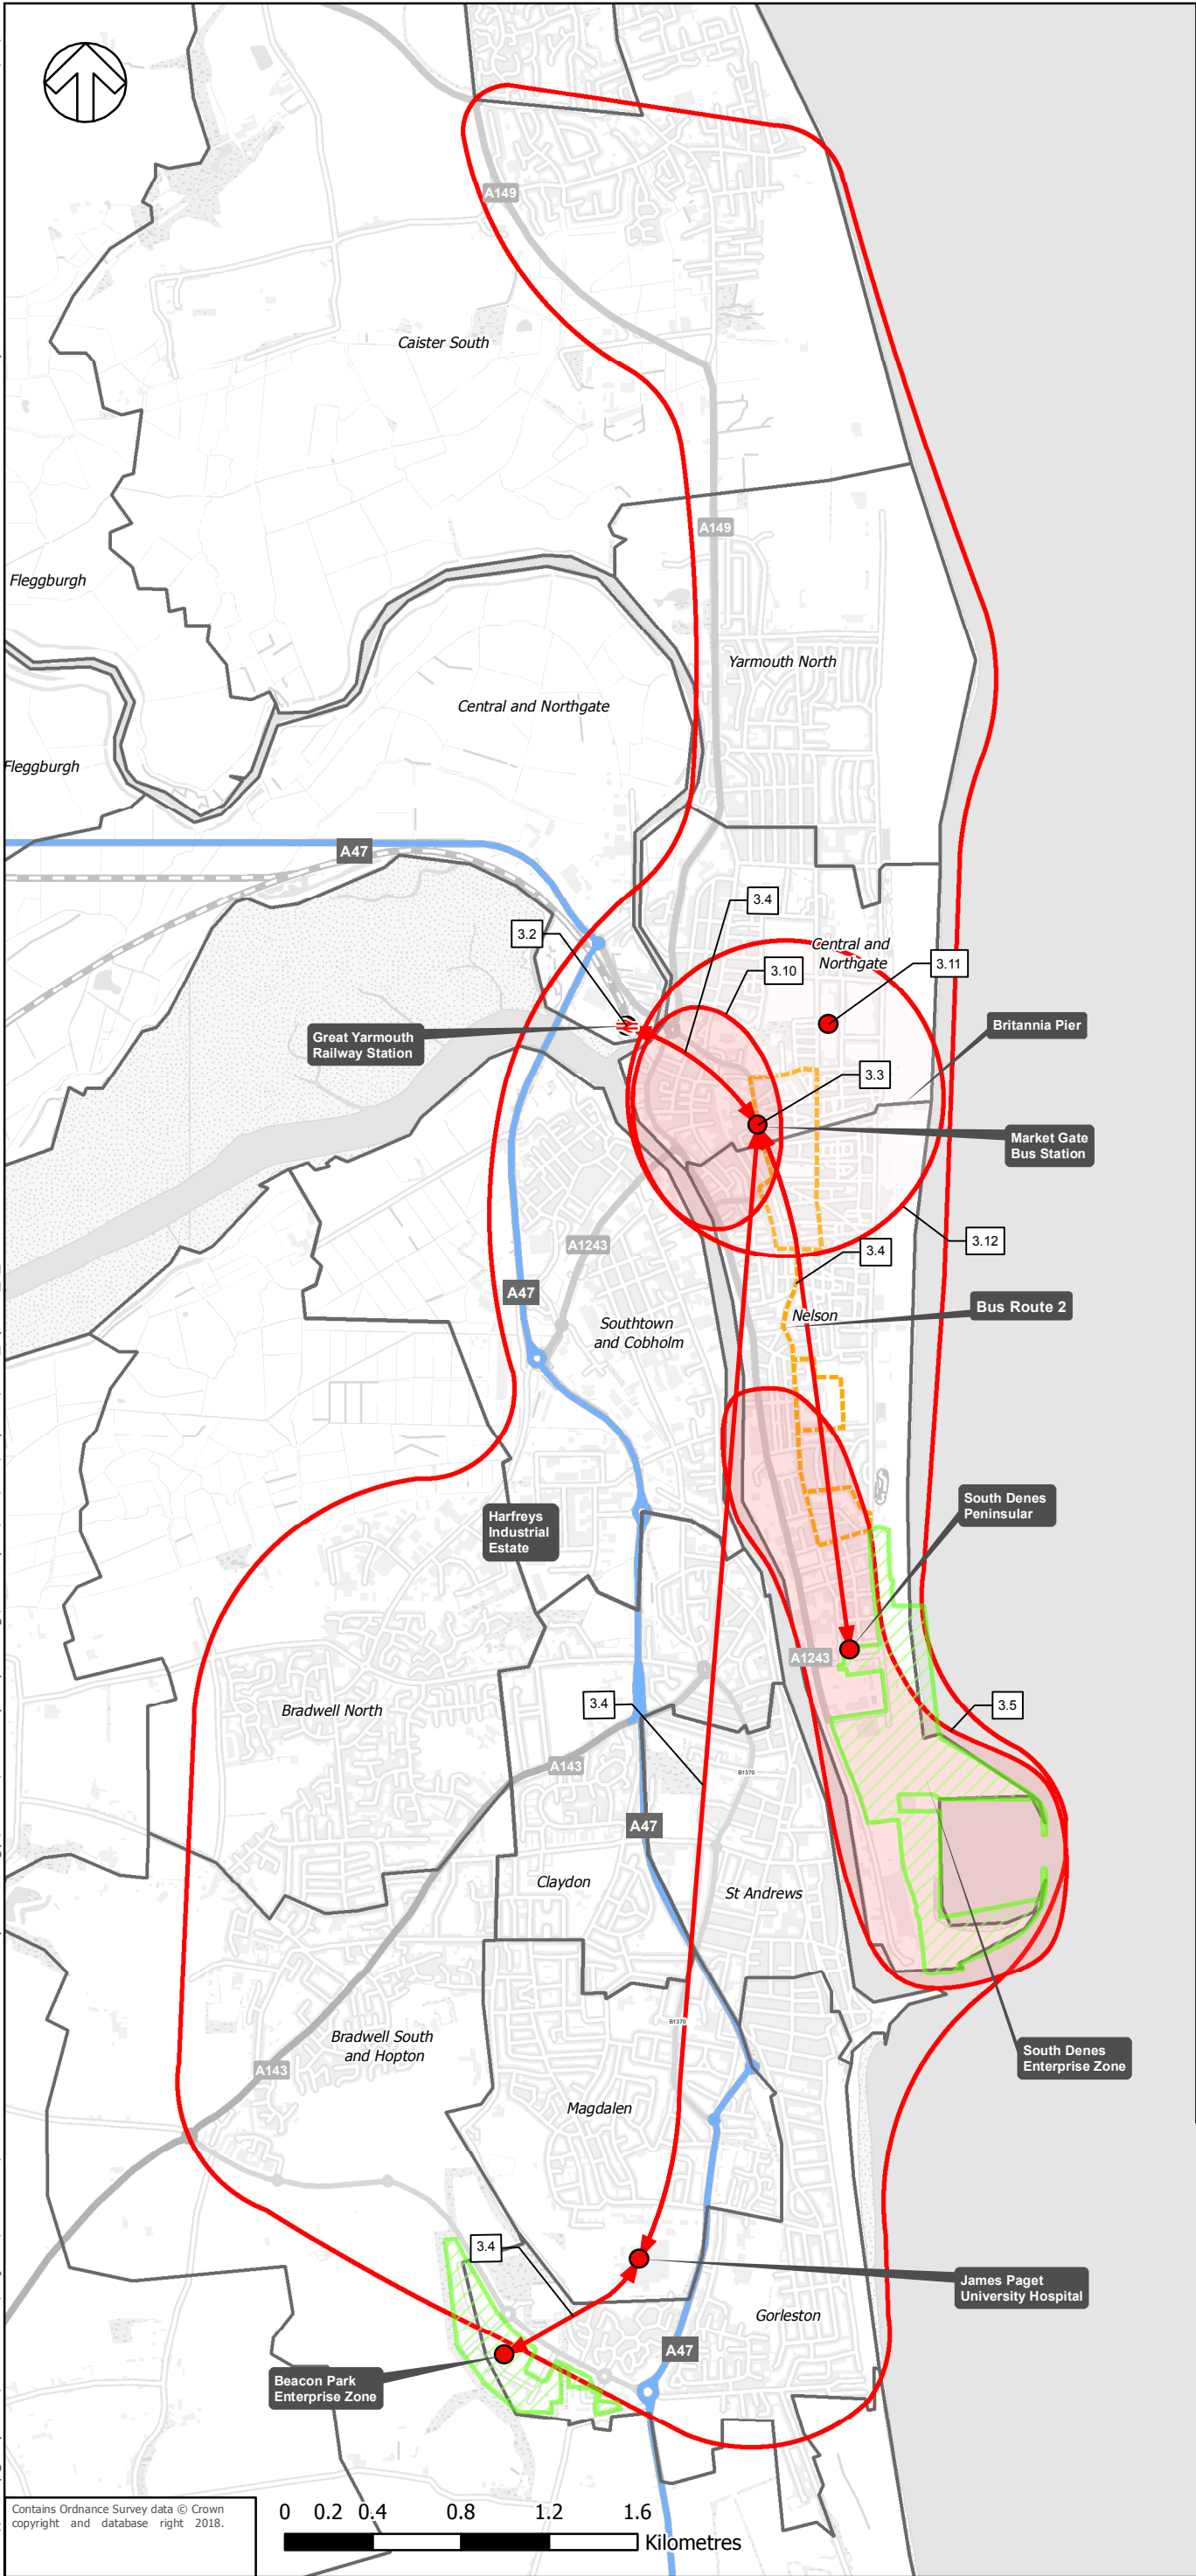 A149
Caister South
A149
Fleggburgh
Yarmouth North
Central and Northgate
Fleggburgh
A47
3.4
3.2
Central and
Northgate
3.10
3.11
Great Yarmouth
Railway Station
Britannia Pier
3.3
Market Gate
Bus Station
A1243
3.12
3.4
A47
Bus Route 2
Nelson
Southtown
and Cobholm
South Denes
Peninsular
Harfreys
Industrial
Estate
A1243
3.4
3.5
Bradwell North
A143
B1370
A47
Claydon
St Andrews
B1370
Bradwell South
and Hopton
South Denes
Enterprise Zone
A143
Magdalen
3.4
James Paget
University Hospital
Gorleston
A47
Beacon Park
Enterprise Zone
Contains Ordnance Survey data © Crown
copyright and database right 2018.
0 0.2 0.4 0.8 1.2 1.6
Kilometres